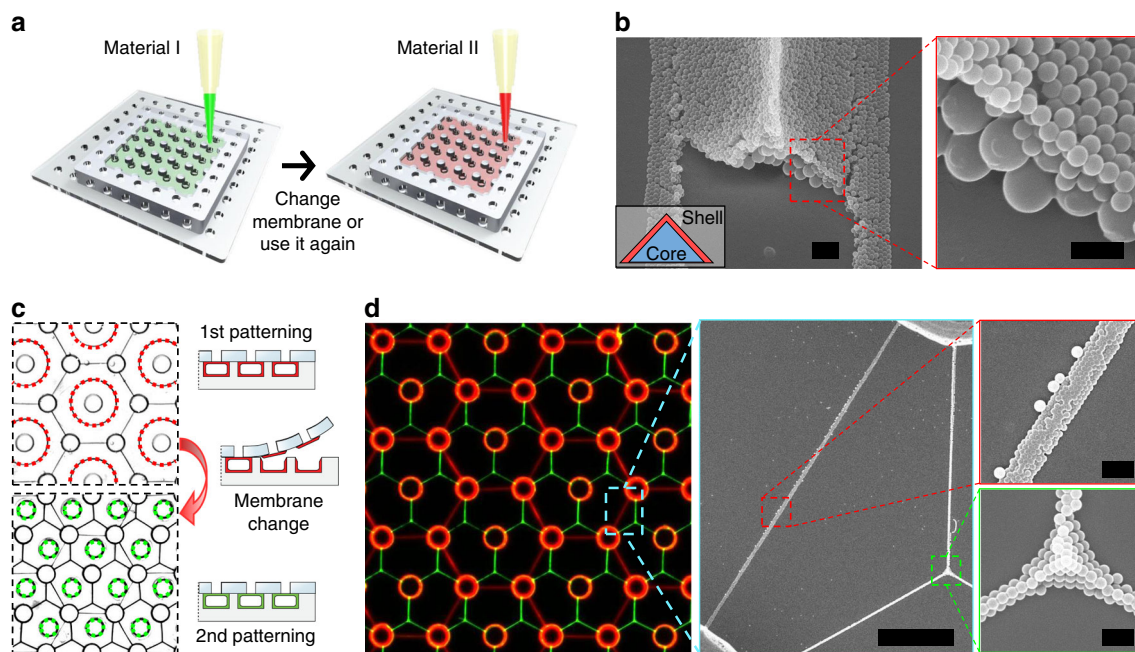 a
Material I
Material II
Change
membrane or
use it again
b
Shell
Core
c
1st patterning
Membrane
change
2nd patterning
d